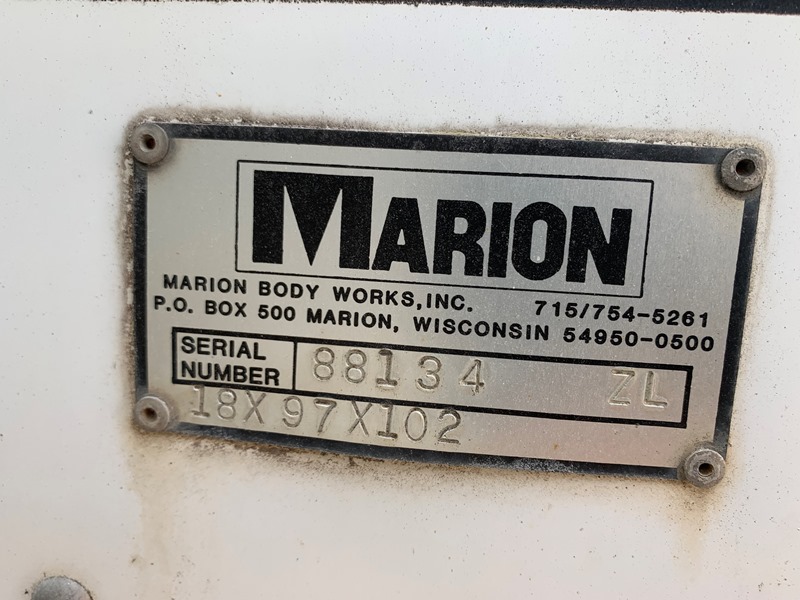 MARION
MARION BODY WORKS, INC. 715/754-5261
P.O. BOX 500 MARION, WISCONSIN 54950-0500
SERIAL NUMBER 88134 ZL
18X97X102